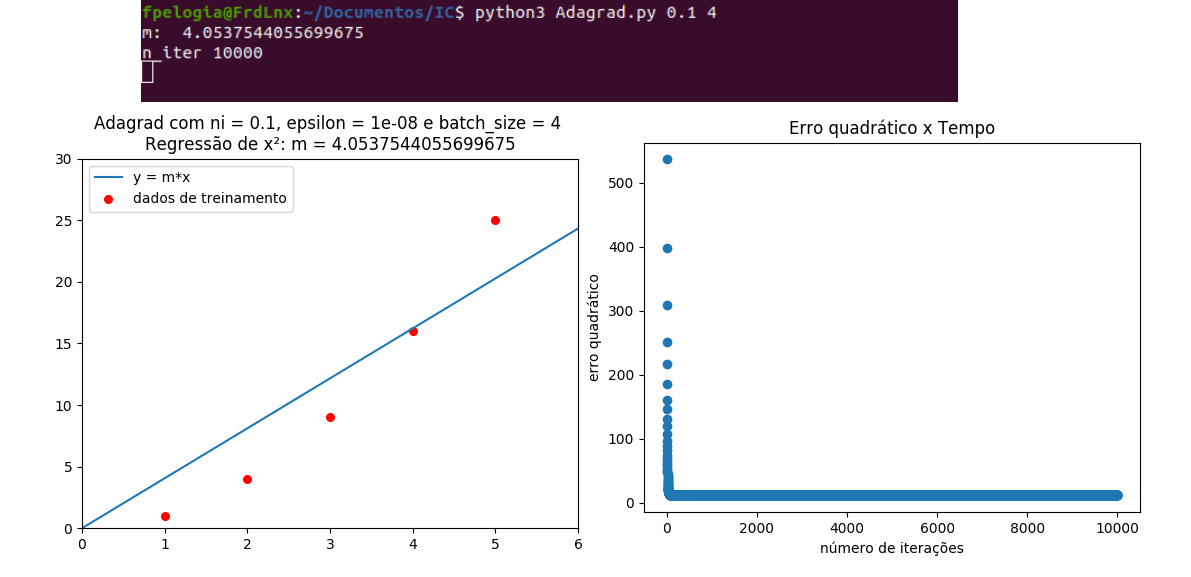 fpelogia@FrdLnx:~/Documentos/IC$ python3 Adagrad.py 0.1 4
m:  4.0537544055699675
n_iter 10000
Adagrad com ni = 0.1, epsilon = 1e-08 e batch_size = 4
Regressão de x²: m = 4.0537544055699675
y = m*x
dados de treinamento
30
25
20
15
10
5
0
0 1 2 3 4 5 6
Erro quadrático x Tempo
erro quadrático
500
400
300
200
100
0
0 2000 4000 6000 8000 10000
número de iterações